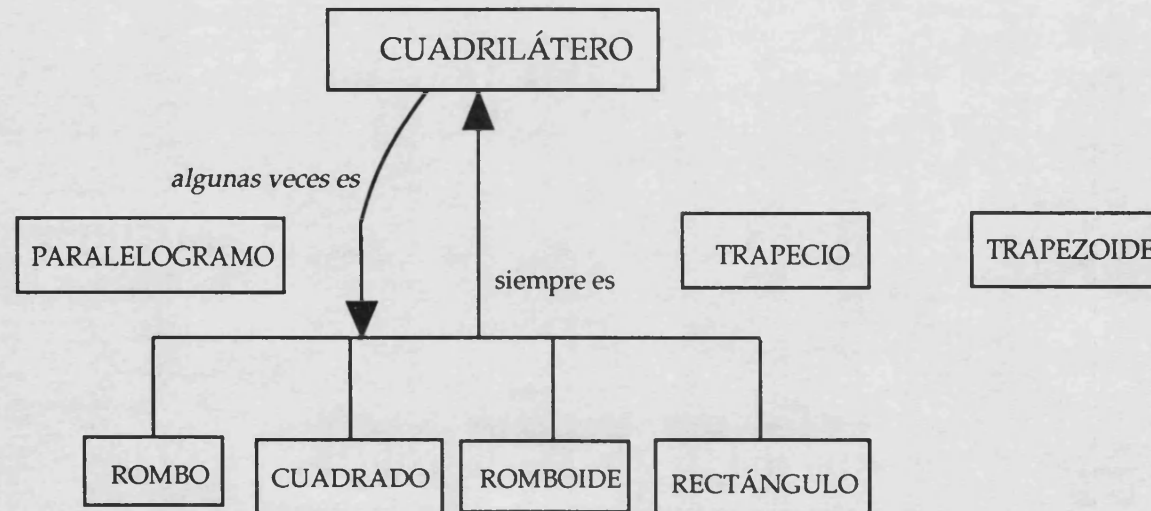 CUADRILÁTERO
algunas veces es
PARALELOGRAMO
TRAPECIO
TRAPEZOIDE
siempre es
ROMBO
CUADRADO
ROMBOIDE
RECTÁNGULO